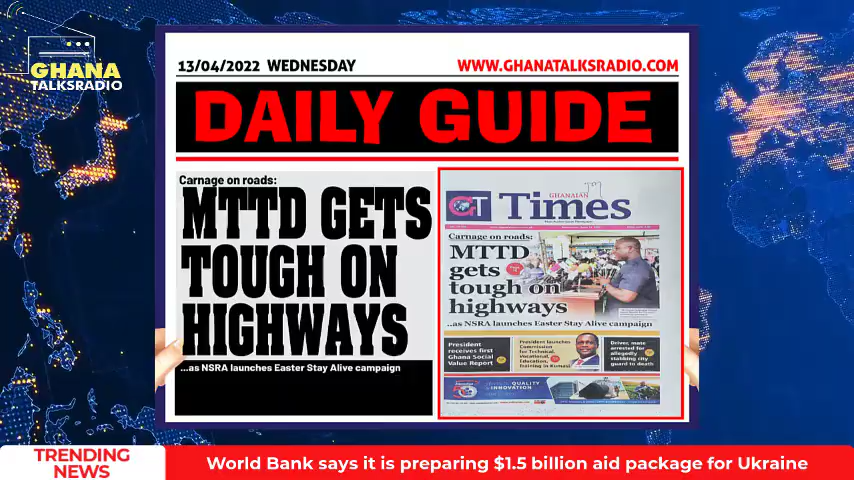 GHANA
TALKSRADIO
13/04/2022 WEDNESDAY
WWW.GHANATALKSRADIO.COM
DAILY GUIDE
Carnage on roads:
MTTD GETS
TOUGH ON
HIGHWAYS
...as NSRA launches Easter Stay Alive campaign
GHANAIAN
GT Times
Carnage on roads:
MTTD
gets
tough on
highways
...as NSRA launches Easter Stay Alive campaign
President
receives first
Ghana Social
Value Report
President launches
Commission
for Technical,
Vocational,
Education,
Training in Kumasi
Driver, mate
arrested for
allegedly
stabbing city
guard to death
QUALITY
& INNOVATION
TRENDING
NEWS
World Bank says it is preparing $1.5 billion aid package for Ukraine